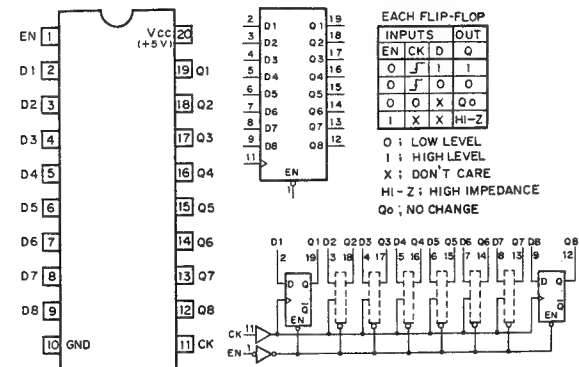 EN 1
Vcc 20
(+5V)
D1 2
19 Q1
D2 3
18 Q2
D3 4
17 Q3
D4 5
16 Q4
D5 6
15 Q5
D6 7
14 Q6
D7 8
13 Q7
D8 9
12 Q8
10 GND
11 CK
2 D1 Q1 19
3 D2 Q2 18
4 D3 Q3 17
5 D4 Q4 16
6 D5 Q5 15
7 D6 Q6 14
8 D7 Q7 13
9 D8 Q8 12
11
EN
1
EACH FLIP-FLOP
INPUTS OUT
EN CK D Q
0 1 1
0 0 0
0 0 X Qo
1 X X HI-Z
0 ; LOW LEVEL
1 ; HIGH LEVEL
X ; DON'T CARE
HI-Z ; HIGH IMPEDANCE
Qo ; NO CHANGE
D1 Q1 D2 Q2 D3 Q3 D4 Q4 D5 Q5 D6 Q6 D7 Q7 D8 Q8
2 19 3 18 4 17 5 16 6 15 7 14 8 13 9 12
D Q D Q
Q Q
EN EN
CK 11
EN 1